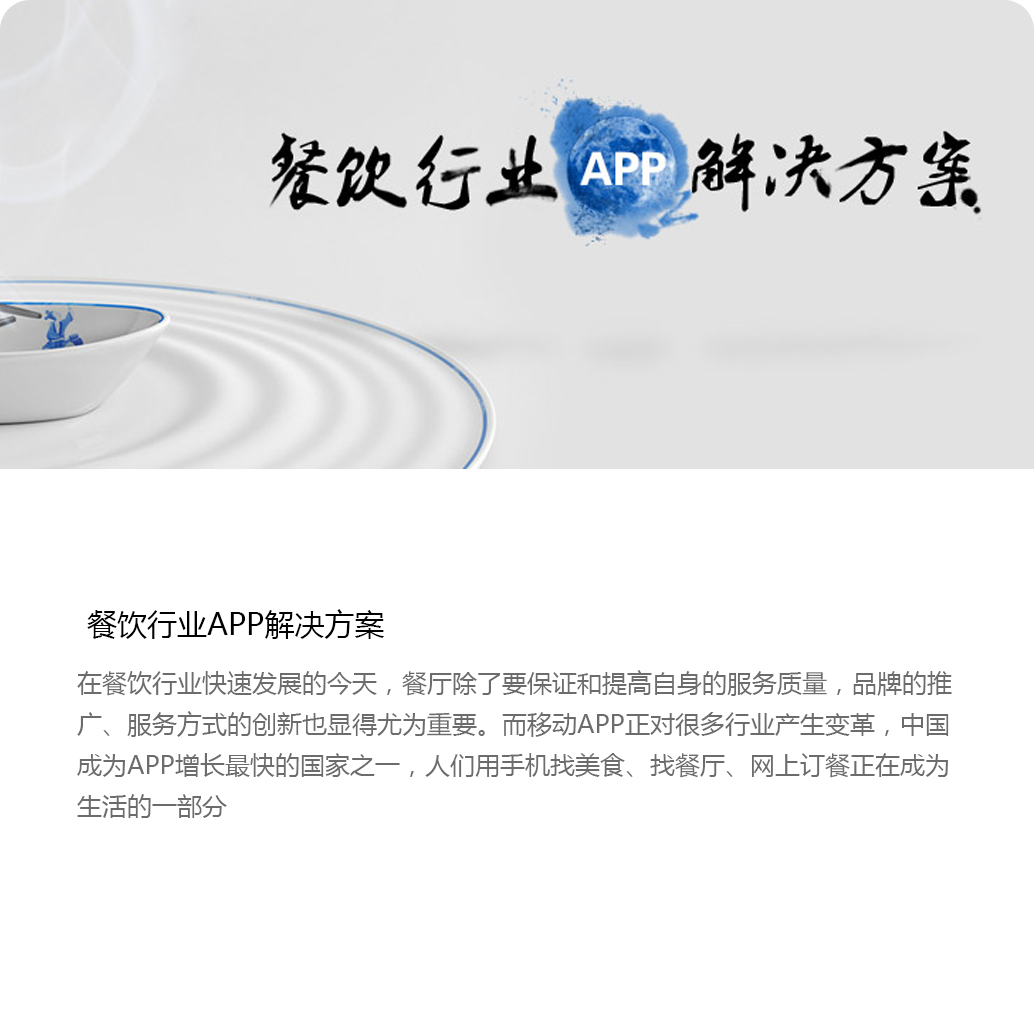 餐饮行业APP解决方案
餐饮行业APP解决方案
在餐饮行业快速发展的今天，餐厅除了要保证和提高自身的服务质量，品牌的推
广、服务方式的创新也显得尤为重要。而移动APP正对很多行业产生变革，中国
成为APP增长最快的国家之一，人们用手机找美食、找餐厅、网上订餐正在成为
生活的一部分